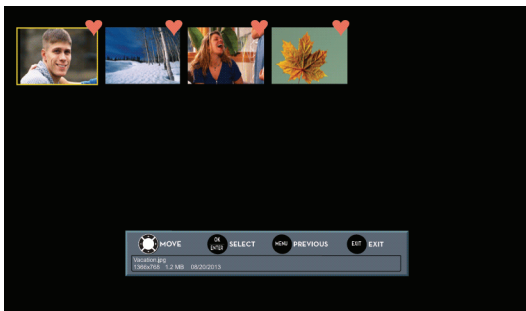 MOVE OK ENTER SELECT MENU PREVIOUS EXIT EXIT
Vacation.jpg
1366x768 1.2 MB 08/20/2013